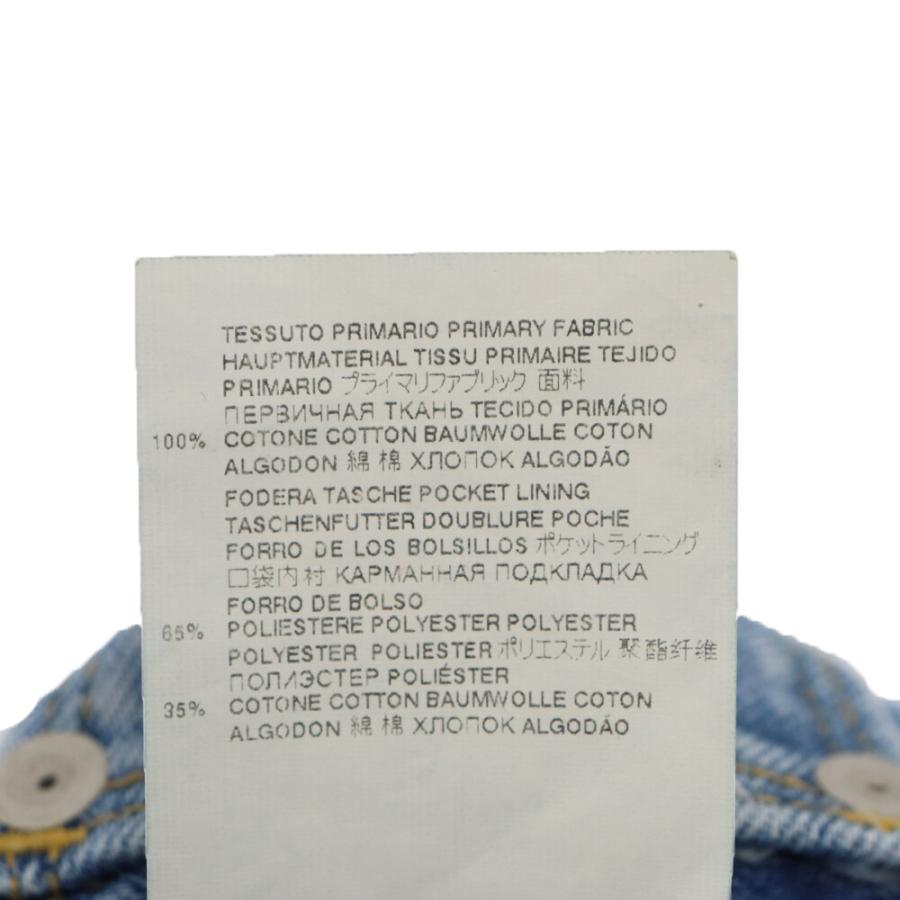 TESSUTO PRIMARIO PRIMARY FABRIC
HAUPTMATERIAL TISSU PRIMAIRE TEJIDO
PRIMARIO プライマリファブリック 面料
ПЕРВИЧНАЯ ТКАНЬ TECIDO PRIMÁRIO
100% COTONE COTTON BAUMWOLLE COTON
ALGODON 綿 棉 ХЛОПОК ALGODÃO
FODERA TASCHE POCKET LINING
TASCHENFUTTER DOUBLURE POCHE
FORRO DE LOS BOLSILLOS ポケットライニング
口袋内衬 КАРМАННАЯ ПОДКЛАДКА
FORRO DE BOLSO
65% POLIESTERE POLYESTER POLYESTER
POLYESTER POLIESTER ポリエステル 聚酯纤维
ПОЛИЭСТЕР POLIÉSTER
35% COTONE COTTON BAUMWOLLE COTON
ALGODON 綿 棉 ХЛОПОК ALGODÃO